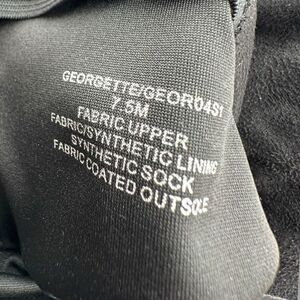 GEORGETTE/GEOR04S1
7.5M
FABRIC UPPER
FABRIC/SYNTHETIC LINING
SYNTHETIC SOCK
FABRIC COATED OUTSOLE